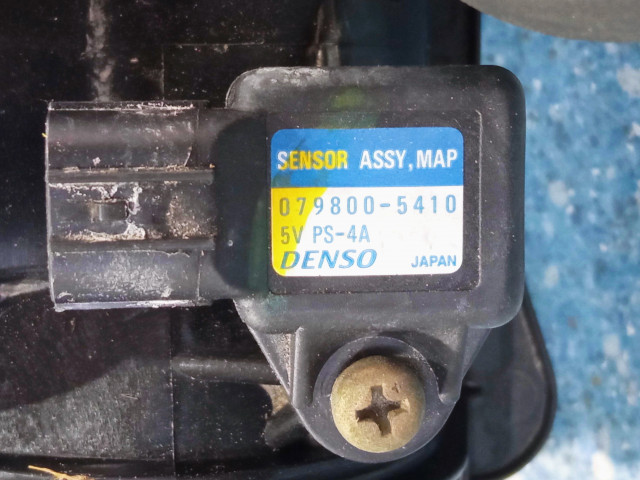 SENSOR ASSY, MAP
079800-5410
5V PS-4A
DENSO JAPAN